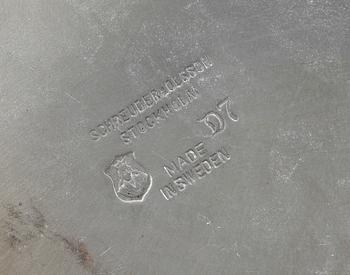 SCHREUDER & OLSSON
STOCKHOLM
D7
MADE
IN SWEDEN